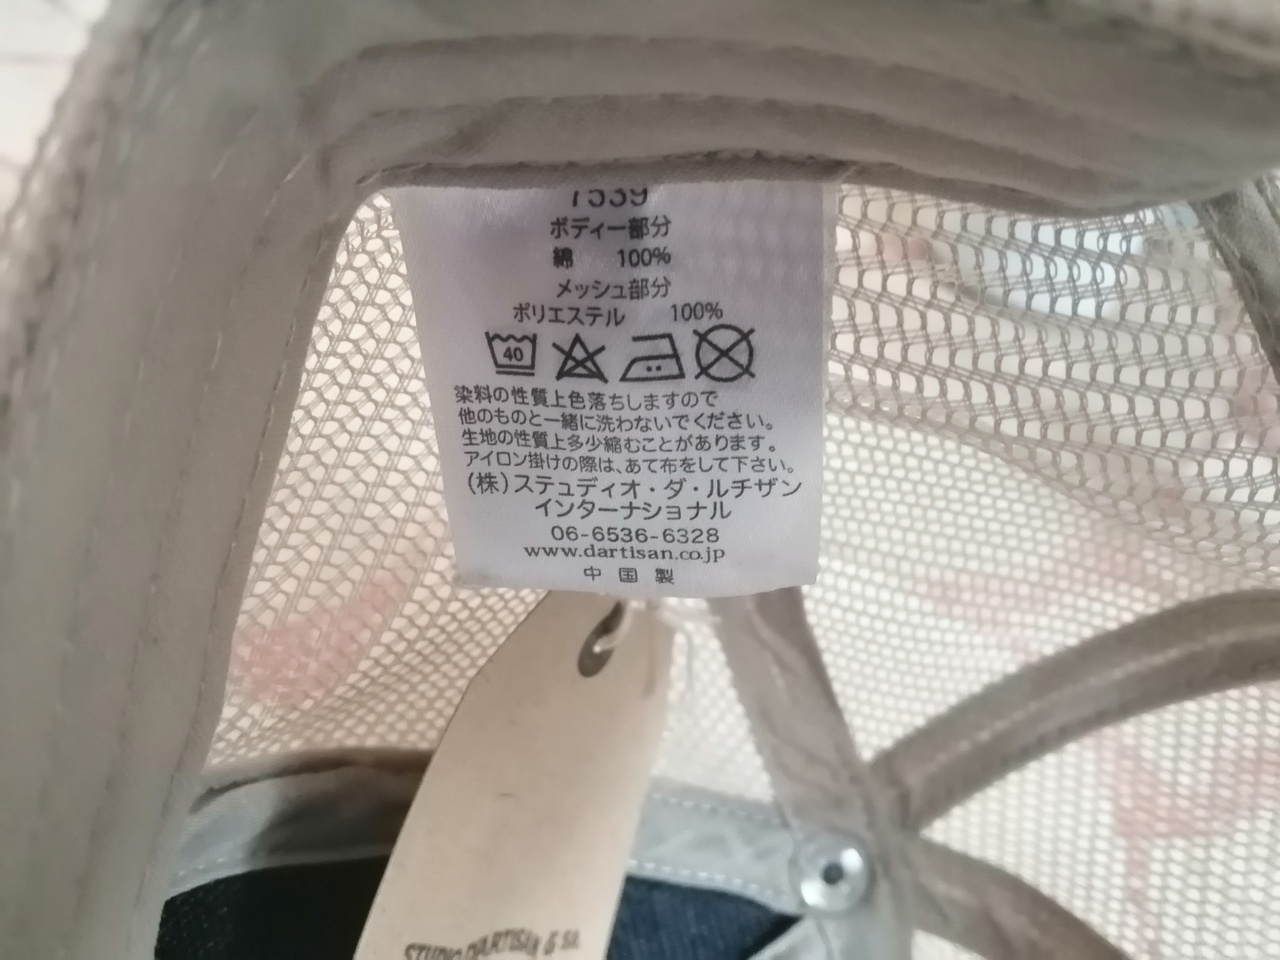 7539
ボディー部分
綿 100%
メッシュ部分
ポリエステル 100%
40
染料の性質上色落ちしますので
他のものと一緒に洗わないでください。
生地の性質上多少縮むことがあります。
アイロン掛けの際は、あて布をして下さい。
(株)ステュディオ・ダ・ルチザン
インターナショナル
06-6536-6328
www.dartisan.co.jp
中国製
STUDIO D'ARTISAN & SA